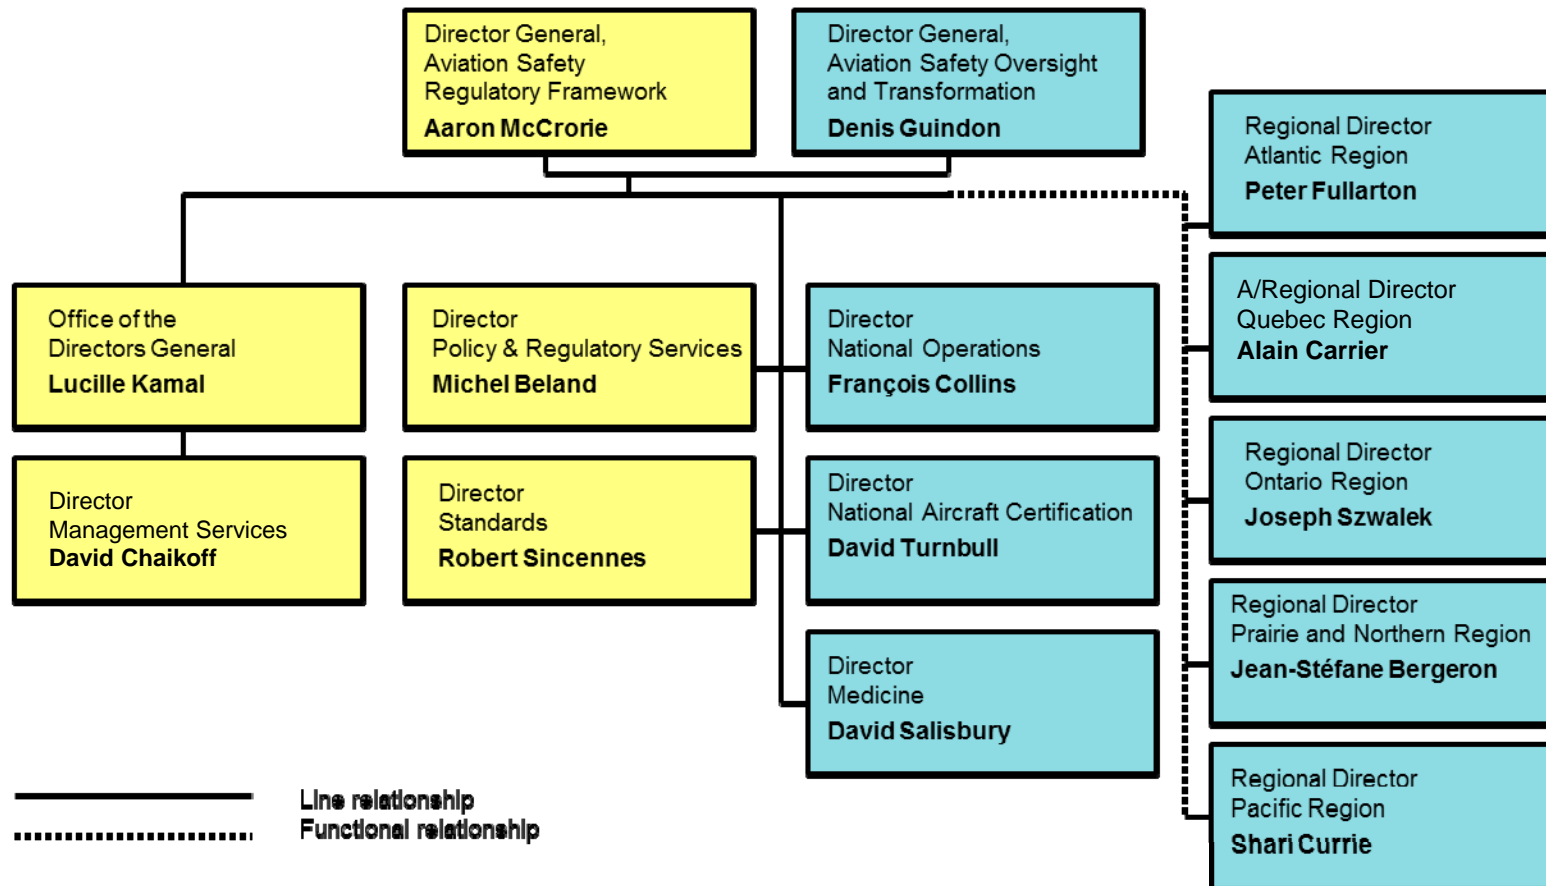 Director General,
Aviation Safety
Regulatory Framework
Aaron McCrorie
Director General,
Aviation Safety Oversight
and Transformation
Denis Guindon
Regional Director
Atlantic Region
Peter Fullarton
Office of the
Directors General
Lucille Kamal
Director
Policy & Regulatory Services
Michel Beland
Director
National Operations
François Collins
A/Regional Director
Quebec Region
Alain Carrier
Director
Management Services
David Chaikoff
Director
Standards
Robert Sincennes
Director
National Aircraft Certification
David Turnbull
Regional Director
Ontario Region
Joseph Szwalek
Director
Medicine
David Salisbury
Regional Director
Prairie and Northern Region
Jean-Stéfane Bergeron
Regional Director
Pacific Region
Shari Currie
Line relationship
Functional relationship